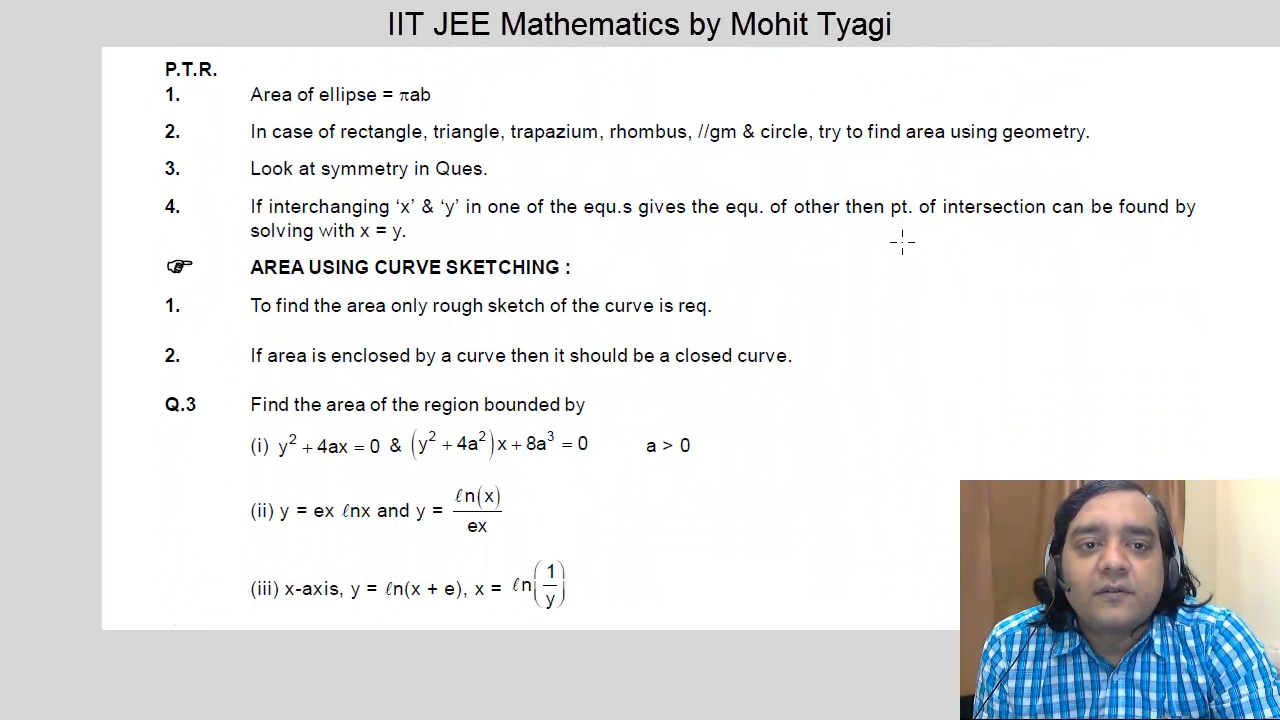 IIT JEE Mathematics by Mohit Tyagi
P.T.R.
1. Area of ellipse = πab
2. In case of rectangle, triangle, trapazium, rhombus, //gm & circle, try to find area using geometry.
3. Look at symmetry in Ques.
4. If interchanging ‘x’ & ‘y’ in one of the equ.s gives the equ. of other then pt. of intersection can be found by
solving with x = y.
☞ AREA USING CURVE SKETCHING :
1. To find the area only rough sketch of the curve is req.
2. If area is enclosed by a curve then it should be a closed curve.
Q.3 Find the area of the region bounded by
(i) y² + 4ax = 0 & (y² + 4a²)x + 8a³ = 0 a > 0
(ii) y = ex ℓnx and y = ℓn(x)/ex
(iii) x-axis, y = ℓn(x + e), x = ℓn(1/y)